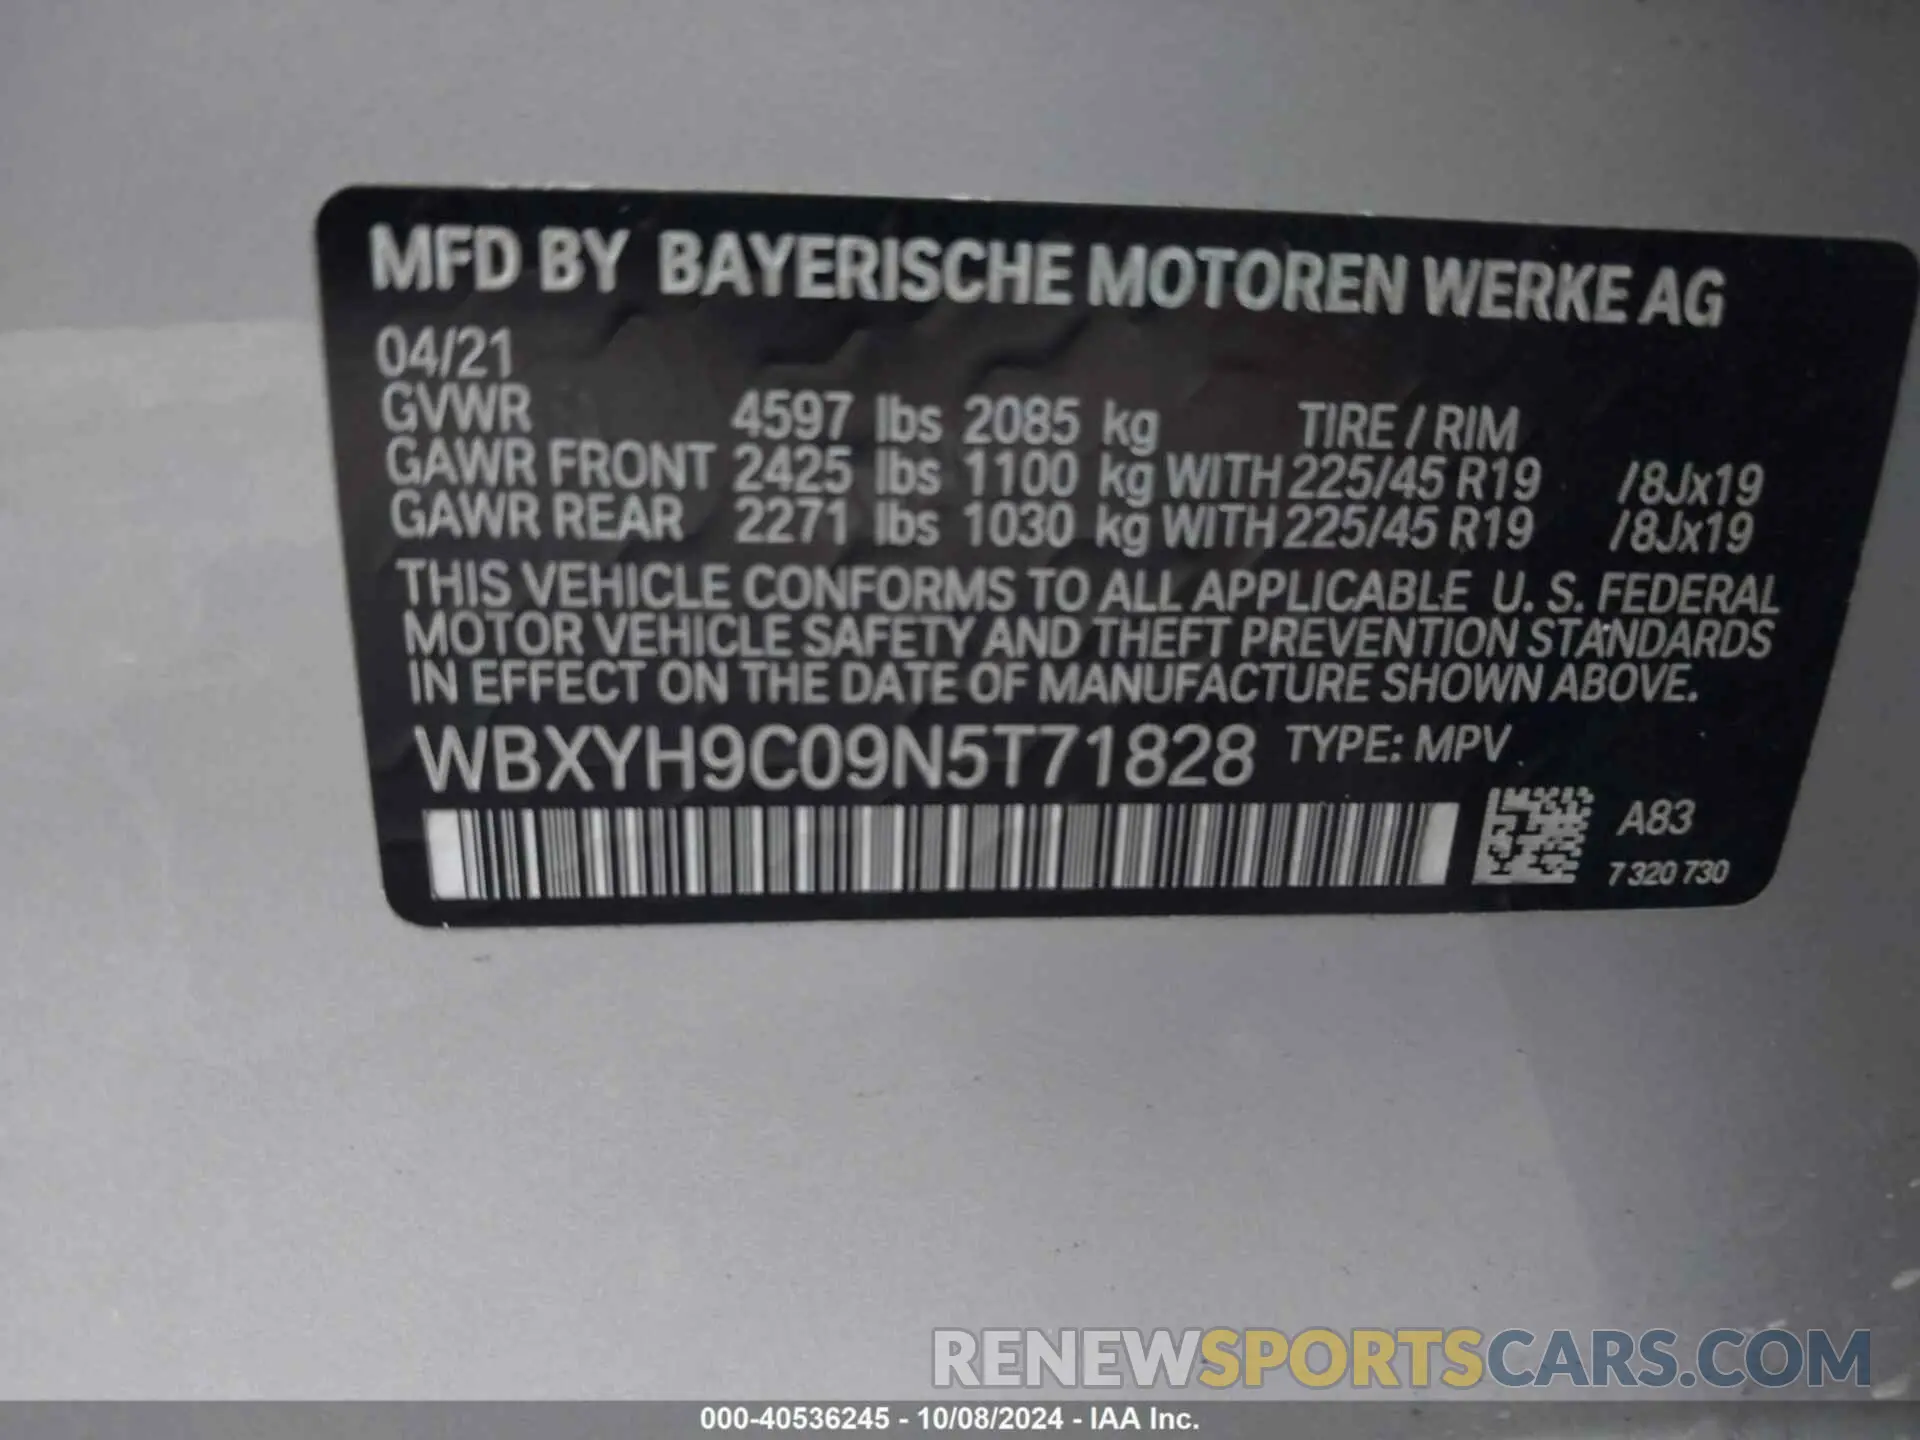 MFD BY BAYERISCHE MOTOREN WERKE AG
04/21
GVWR 4597 lbs 2085 kg TIRE / RIM
GAWR FRONT 2425 lbs 1100 kg WITH 225/45 R19 /8Jx19
GAWR REAR 2271 lbs 1030 kg WITH 225/45 R19 /8Jx19
THIS VEHICLE CONFORMS TO ALL APPLICABLE U. S. FEDERAL
MOTOR VEHICLE SAFETY AND THEFT PREVENTION STANDARDS
IN EFFECT ON THE DATE OF MANUFACTURE SHOWN ABOVE.
WBXYH9C09N5T71828 TYPE: MPV
A83
7 320 730
RENEWSPORTSCARS.COM
000-40536245 - 10/08/2024 - IAA Inc.